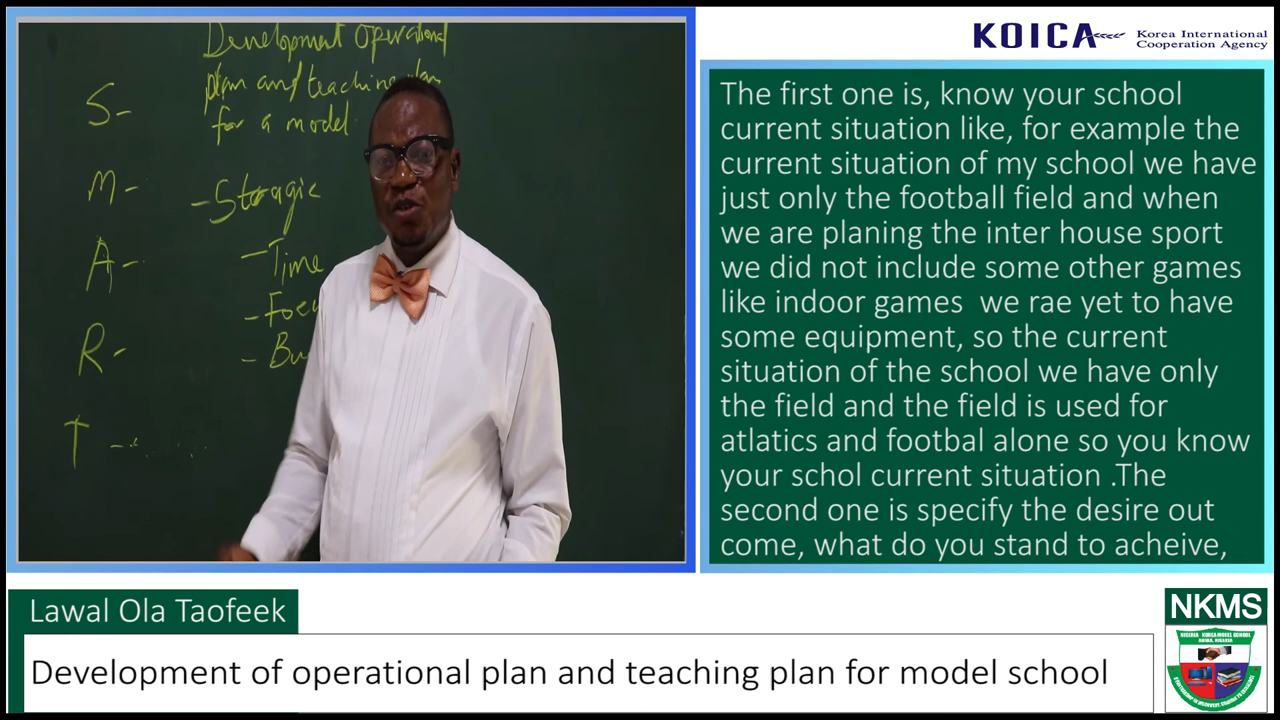 Development Operational
plan and teaching plan
for a model
S-
M-
A-
R-
T -
- Stragic
- Time
KOICA Korea International
Cooperation Agency
The first one is, know your school
current situation like, for example the
current situation of my school we have
just only the football field and when
we are planing the inter house sport
we did not include some other games
like indoor games we rae yet to have
some equipment, so the current
situation of the school we have only
the field and the field is used for
atlatics and footbal alone so you know
your schol current situation .The
second one is specify the desire out
come, what do you stand to acheive,
Lawal Ola Taofeek
Development of operational plan and teaching plan for model school
NKMS
NIGERIA KOREA MODEL SCHOOL
ABUJA, NIGERIA